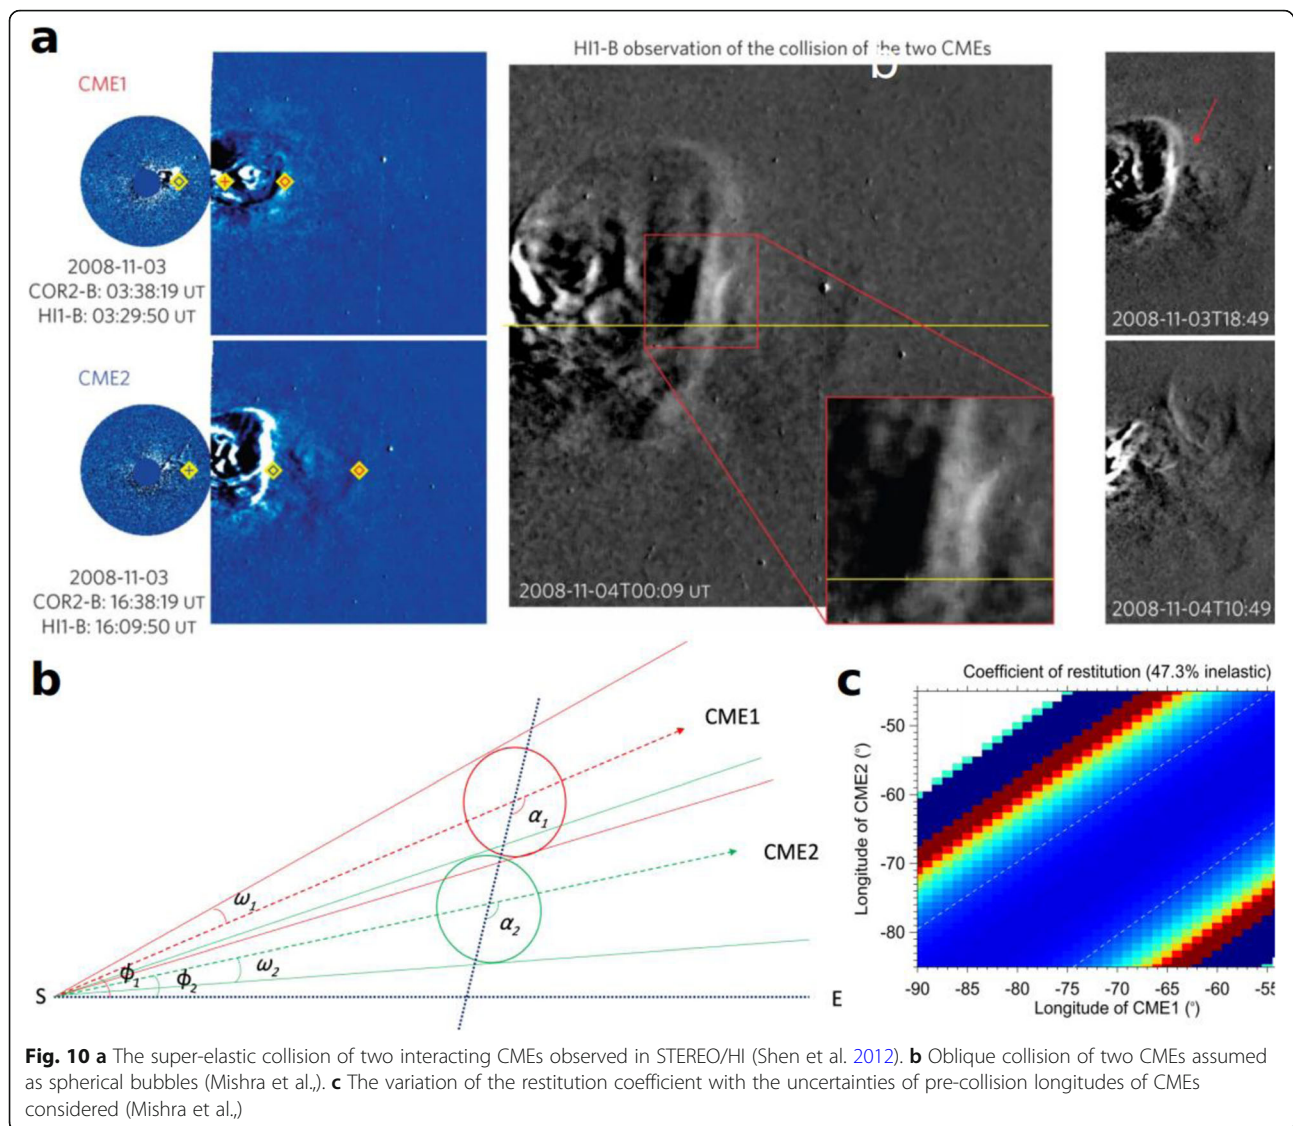 a
HI1-B observation of the collision of the two CMEs
b
CME1
2008-11-03
COR2-B: 03:38:19 UT
HI1-B: 03:29:50 UT
2008-11-03T18:49
CME2
2008-11-03
COR2-B: 16:38:19 UT
HI1-B: 16:09:50 UT
2008-11-04T00:09 UT
2008-11-04T10:49
b
CME1
α1
CME2
α2
ω1
ω2
ϕ1
ϕ2
S
E
c
Coefficient of restitution (47.3% inelastic)
Longitude of CME2 (°)
-50
-60
-70
-80
-90 -85 -80 -75 -70 -65 -60 -55
Longitude of CME1 (°)
Fig. 10 a The super-elastic collision of two interacting CMEs observed in STEREO/HI (Shen et al. 2012). b Oblique collision of two CMEs assumed
as spherical bubbles (Mishra et al.,). c The variation of the restitution coefficient with the uncertainties of pre-collision longitudes of CMEs
considered (Mishra et al.,)